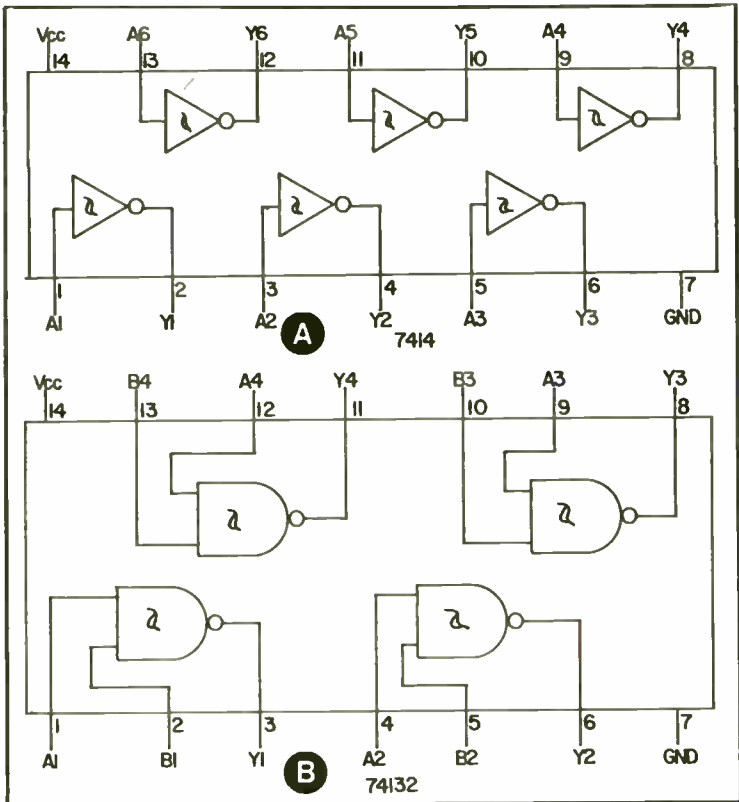 Vcc A6 Y6 A5 Y5 A4 Y4
14 13 12 11 10 9 8
1 2 3 4 5 6 7
A1 Y1 A2 Y2 A3 Y3 GND
A 7414
Vcc B4 A4 Y4 B3 A3 Y3
14 13 12 11 10 9 8
1 2 3 4 5 6 7
A1 B1 Y1 A2 B2 Y2 GND
B 74132